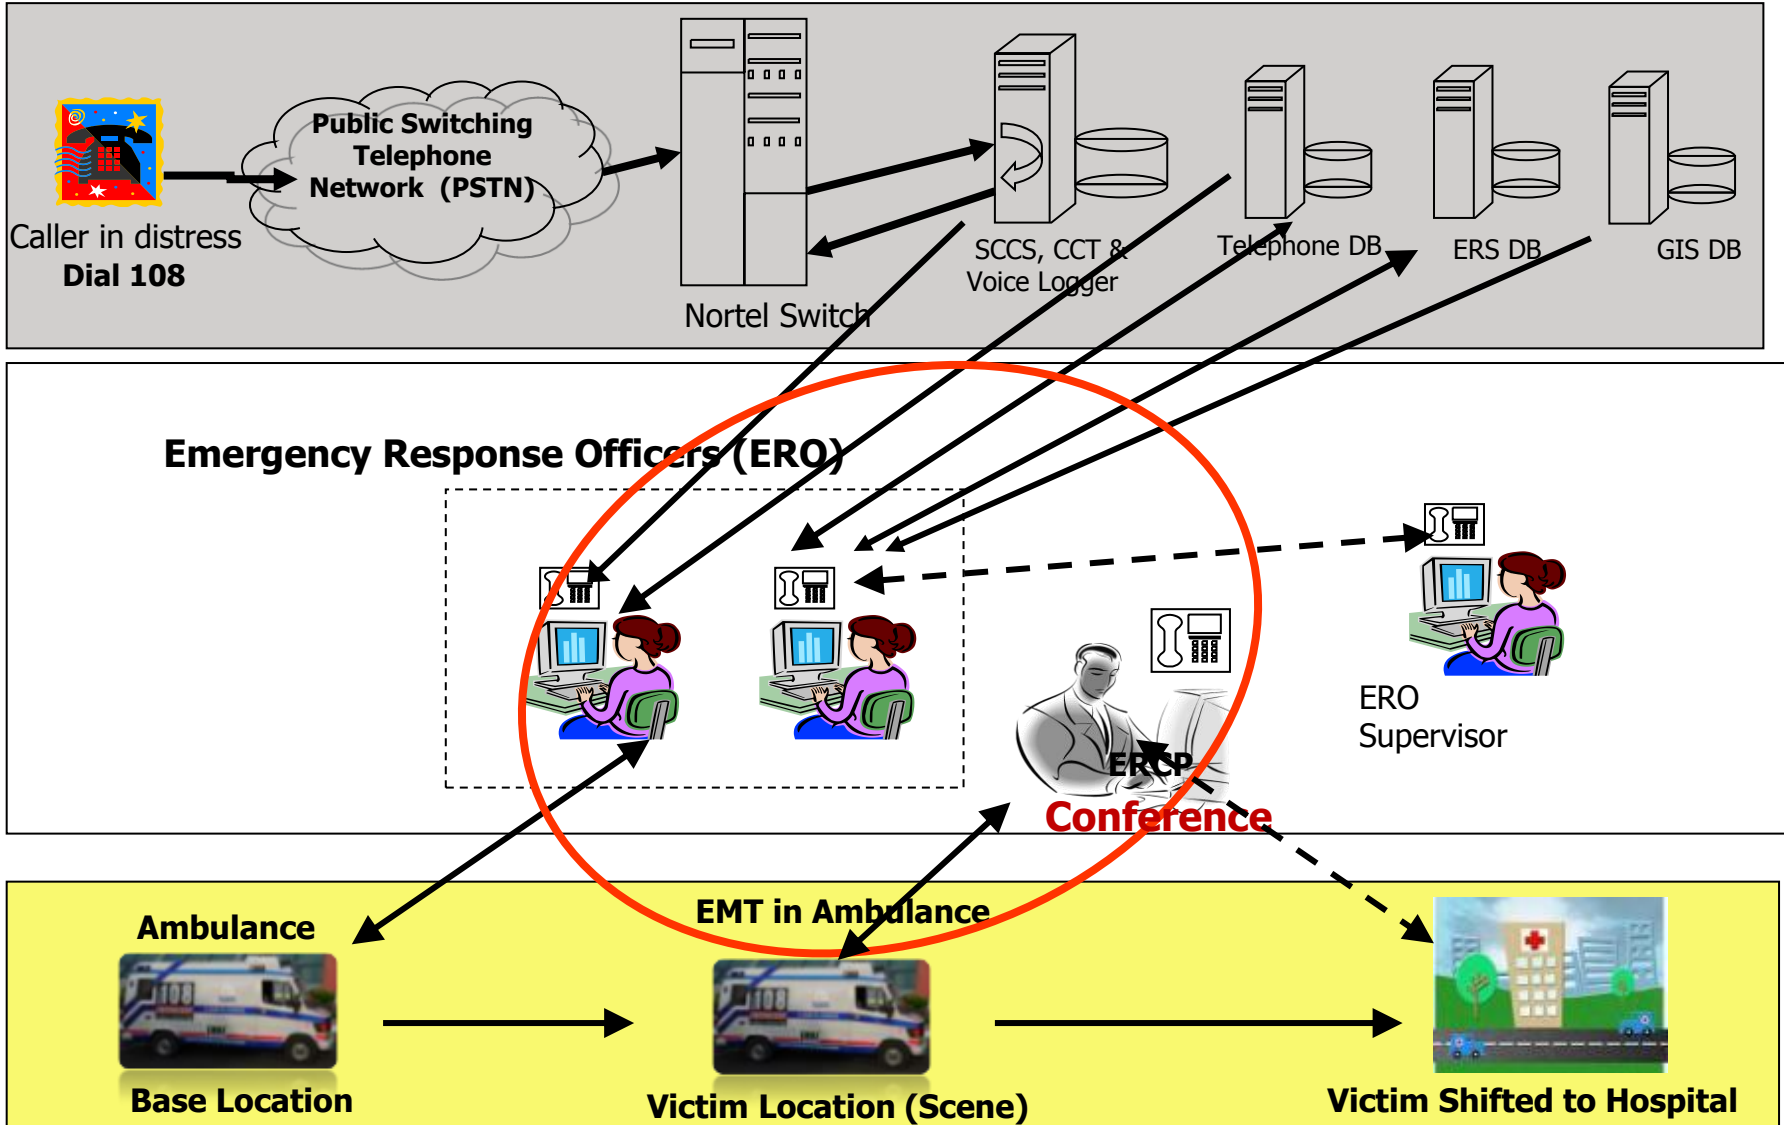 Public Switching
Telephone
Network (PSTN)
Caller in distress
Dial 108
Nortel Switch
SCCS, CCT &
Voice Logger
Telephone DB
ERS DB
GIS DB
Emergency Response Officers (ERO)
ERO
Supervisor
ERCP
Conference
Ambulance
EMT in Ambulance
108
108
Base Location
Victim Location (Scene)
Victim Shifted to Hospital